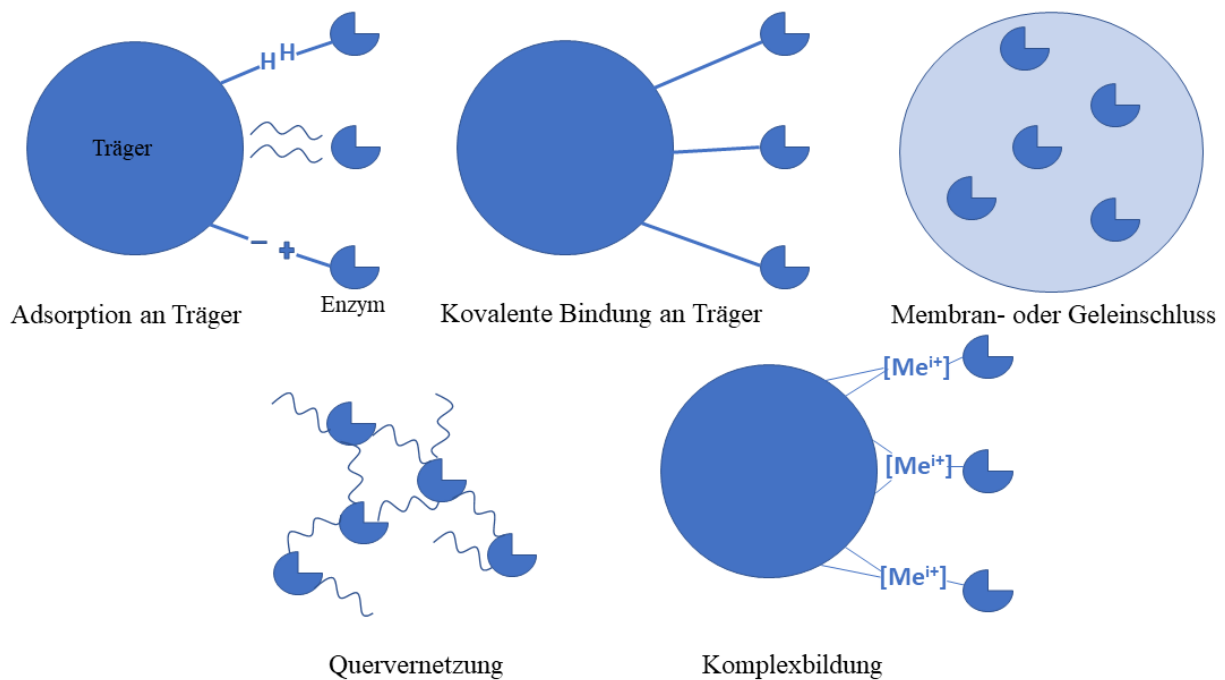 H H
Träger
− +
Enzym
Adsorption an Träger
Kovalente Bindung an Träger
Membran- oder Geleinschluss
[Meⁱ⁺]
[Meⁱ⁺]
[Meⁱ⁺]
Quervernetzung
Komplexbildung